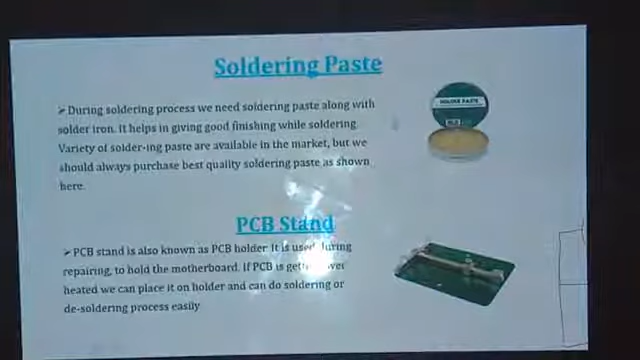 Soldering Paste
➢ During soldering process we need soldering paste along with
solder iron. It helps in giving good finishing while soldering.
Variety of solder-ing paste are available in the market, but we
should always purchase best quality soldering paste as shown
here.
SOLDER PASTE
PCB Stand
➢ PCB stand is also known as PCB holder. It is used during
repairing, to hold the motherboard. If PCB is
heated we can place it on holder and can do soldering or
de-soldering process easily